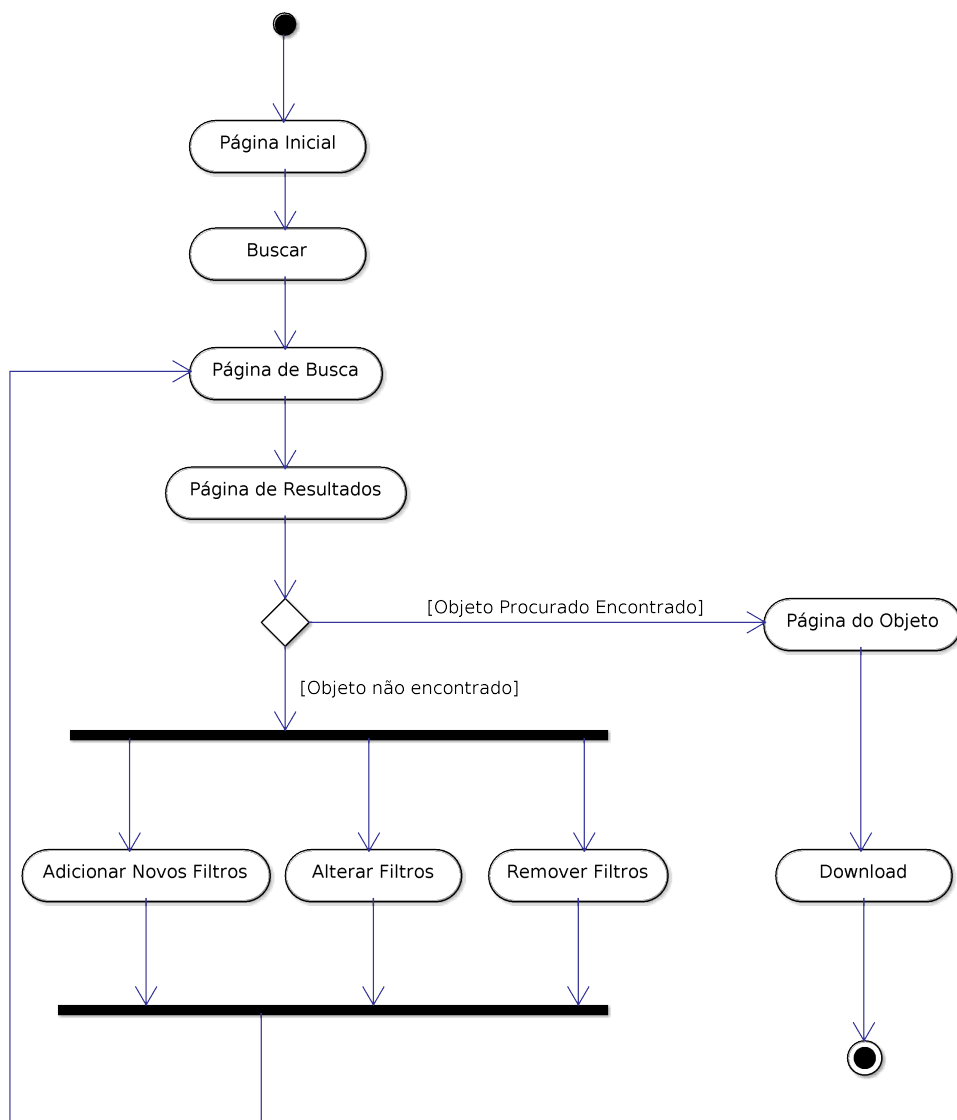 Página Inicial
Buscar
Página de Busca
Página de Resultados
[Objeto Procurado Encontrado]
Página do Objeto
[Objeto não encontrado]
Adicionar Novos Filtros
Alterar Filtros
Remover Filtros
Download